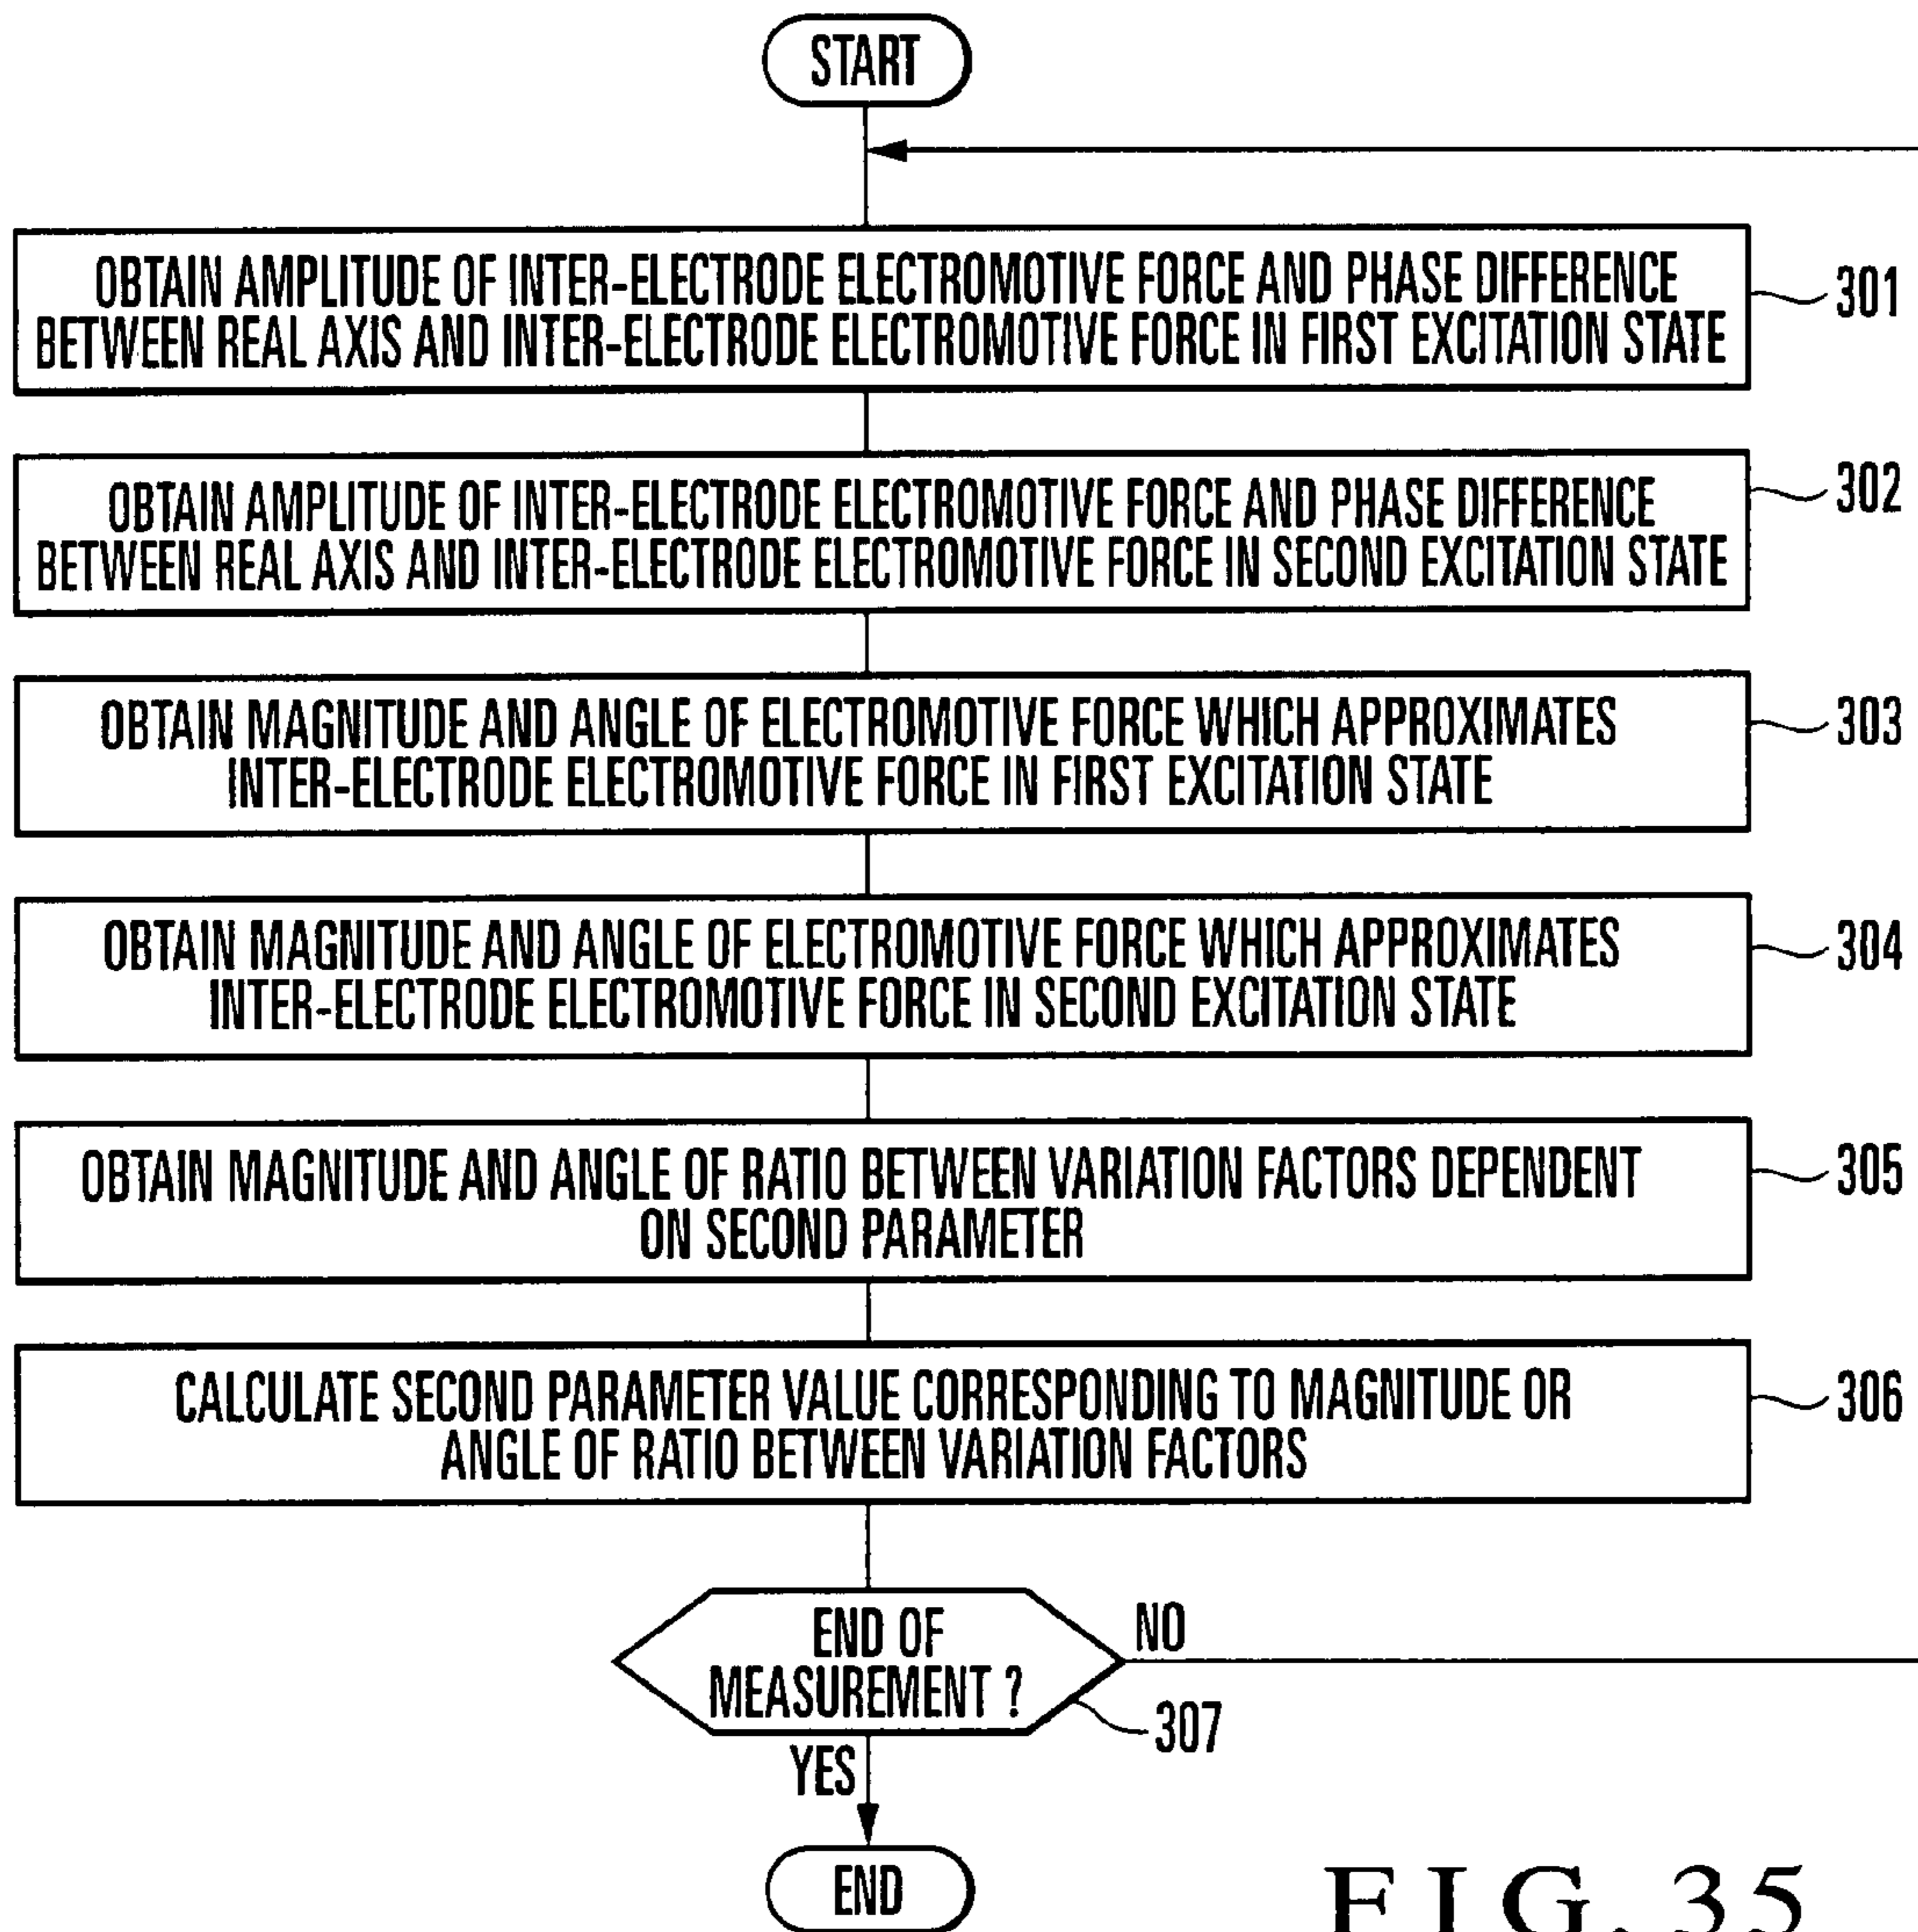 START
OBTAIN AMPLITUDE OF INTER-ELECTRODE ELECTROMOTIVE FORCE AND PHASE DIFFERENCE
BETWEEN REAL AXIS AND INTER-ELECTRODE ELECTROMOTIVE FORCE IN FIRST EXCITATION STATE
301
OBTAIN AMPLITUDE OF INTER-ELECTRODE ELECTROMOTIVE FORCE AND PHASE DIFFERENCE
BETWEEN REAL AXIS AND INTER-ELECTRODE ELECTROMOTIVE FORCE IN SECOND EXCITATION STATE
302
OBTAIN MAGNITUDE AND ANGLE OF ELECTROMOTIVE FORCE WHICH APPROXIMATES
INTER-ELECTRODE ELECTROMOTIVE FORCE IN FIRST EXCITATION STATE
303
OBTAIN MAGNITUDE AND ANGLE OF ELECTROMOTIVE FORCE WHICH APPROXIMATES
INTER-ELECTRODE ELECTROMOTIVE FORCE IN SECOND EXCITATION STATE
304
OBTAIN MAGNITUDE AND ANGLE OF RATIO BETWEEN VARIATION FACTORS DEPENDENT
ON SECOND PARAMETER
305
CALCULATE SECOND PARAMETER VALUE CORRESPONDING TO MAGNITUDE OR
ANGLE OF RATIO BETWEEN VARIATION FACTORS
306
END OF
MEASUREMENT ?
NO
307
YES
END
FIG. 35